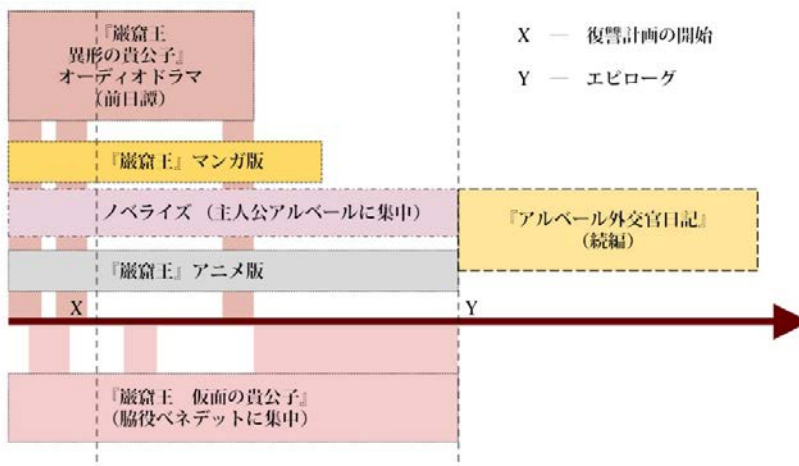 『巌窟王
異形の貴公子』
オーディオドラマ
(前日譚)
X — 復讐計画の開始
Y — エピローグ
『巌窟王』マンガ版
ノベライズ (主人公アルベールに集中)
『アルベール外交官日記』
(続編)
『巌窟王』アニメ版
X
Y
『巌窟王 仮面の貴公子』
(脇役ベネデットに集中)